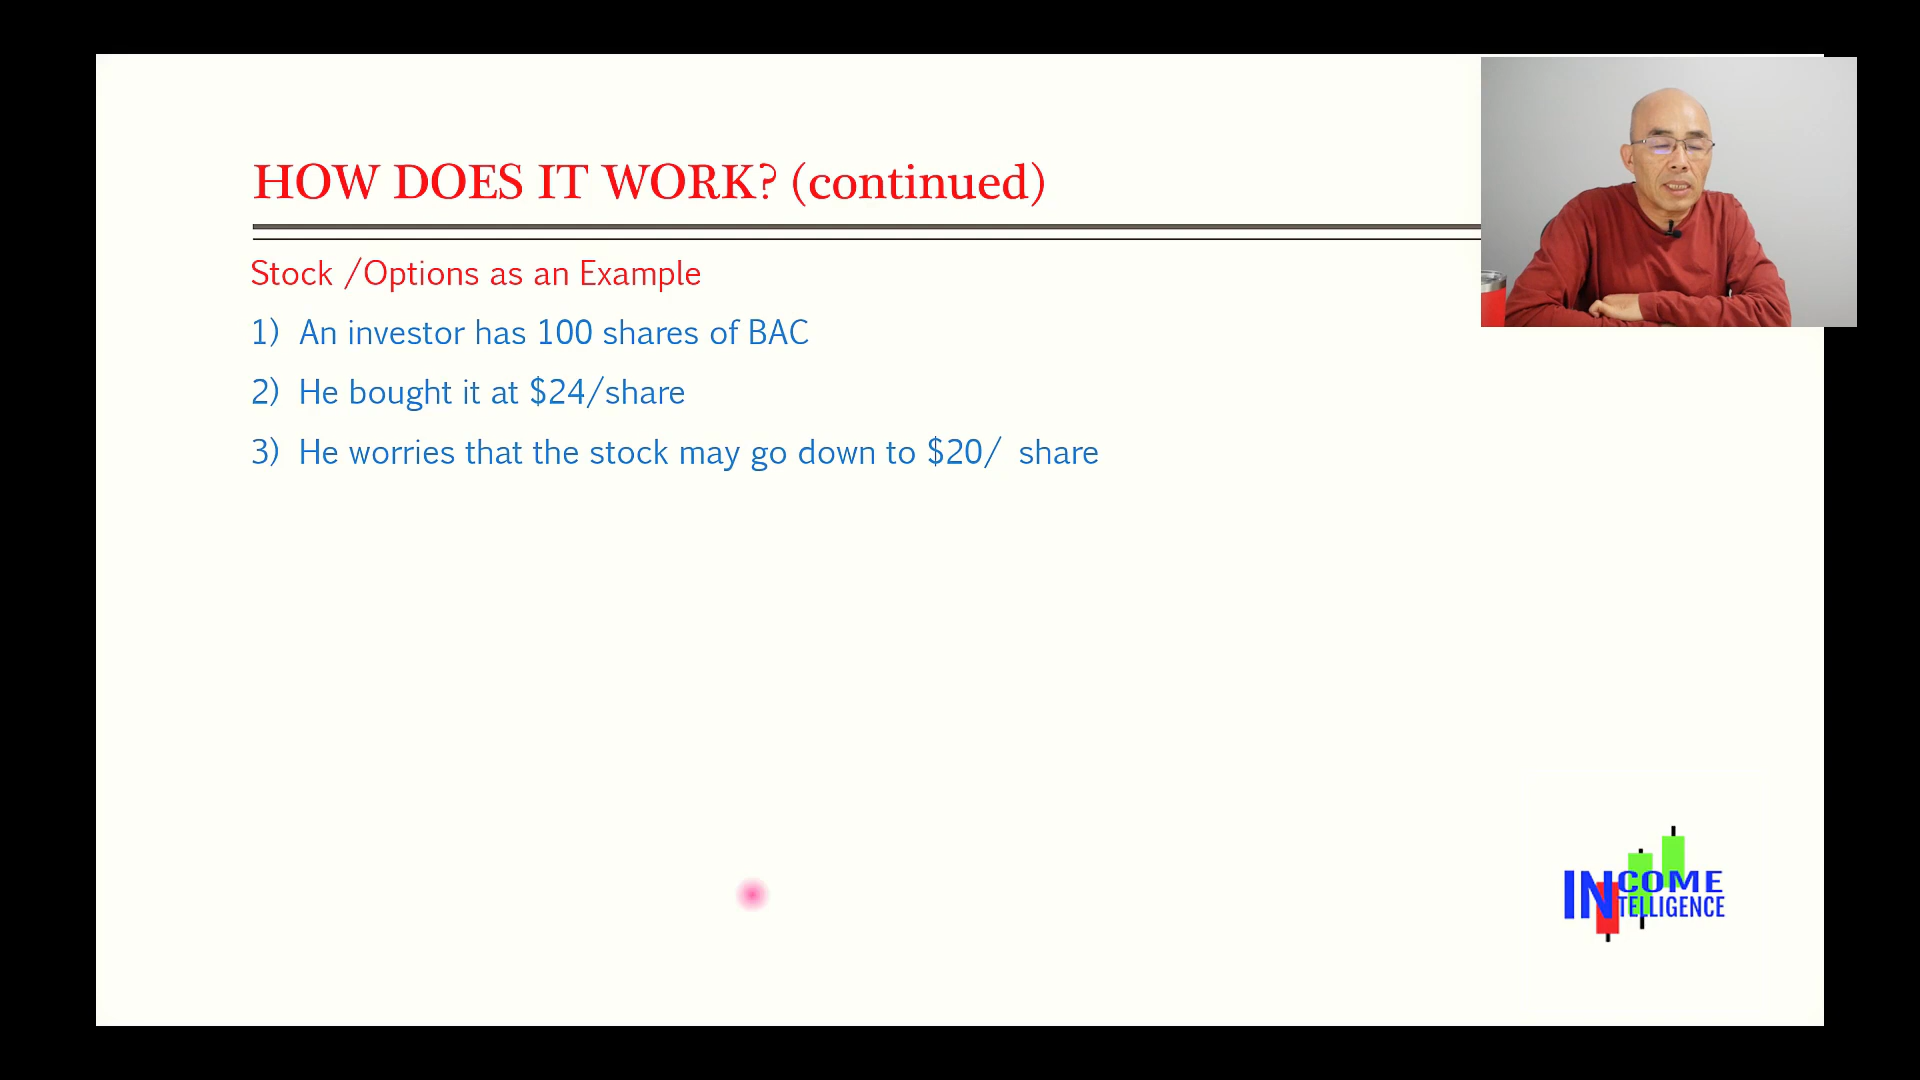 HOW DOES IT WORK? (continued)
Stock /Options as an Example
1) An investor has 100 shares of BAC
2) He bought it at $24/share
3) He worries that the stock may go down to $20/ share
INCOME
TELLIGENCE